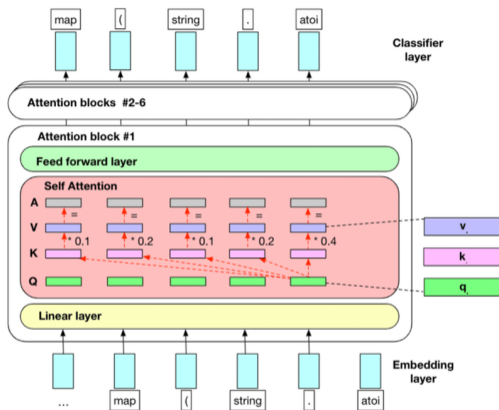 map ( string . atoi
Classifier layer
Attention blocks #2-6
Attention block #1
Feed forward layer
Self Attention
A
= = = = =
V
* 0.1 * 0.2 * 0.1 * 0.2 * 0.4
K
Q
v.
k.
q.
Linear layer
Embedding layer
... map ( string . atoi